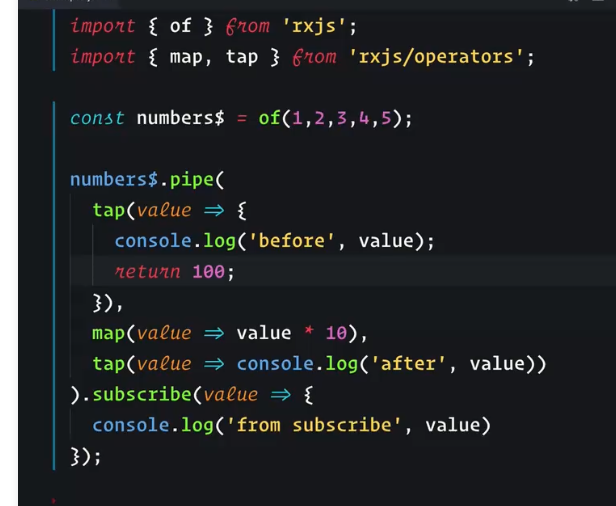 import { of } from 'rxjs';
import { map, tap } from 'rxjs/operators';
const numbers$ = of(1,2,3,4,5);
numbers$.pipe(
tap(value => {
console.log('before', value);
return 100;
}),
map(value => value * 10),
tap(value => console.log('after', value))
).subscribe(value => {
console.log('from subscribe', value)
});